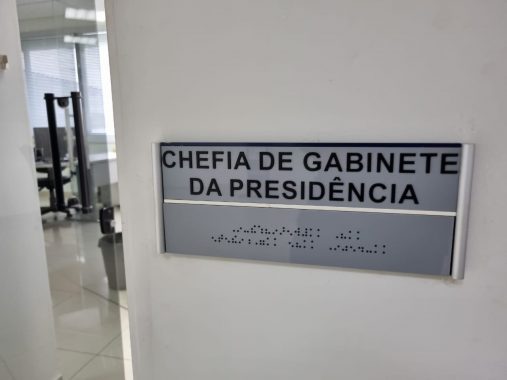 CHEFIA DE GABINETE
DA PRESIDÊNCIA